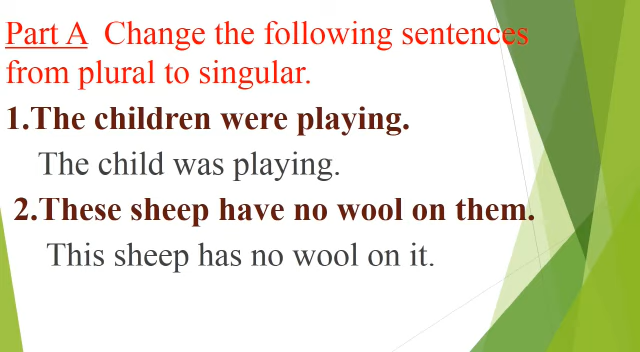 Part A Change the following sentences
from plural to singular.
1.The children were playing.
The child was playing.
2.These sheep have no wool on them.
This sheep has no wool on it.